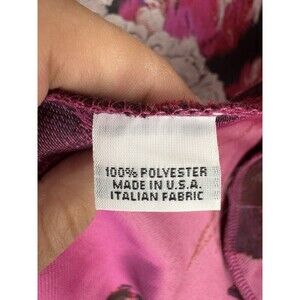 100% POLYESTER
MADE IN U.S.A.
ITALIAN FABRIC